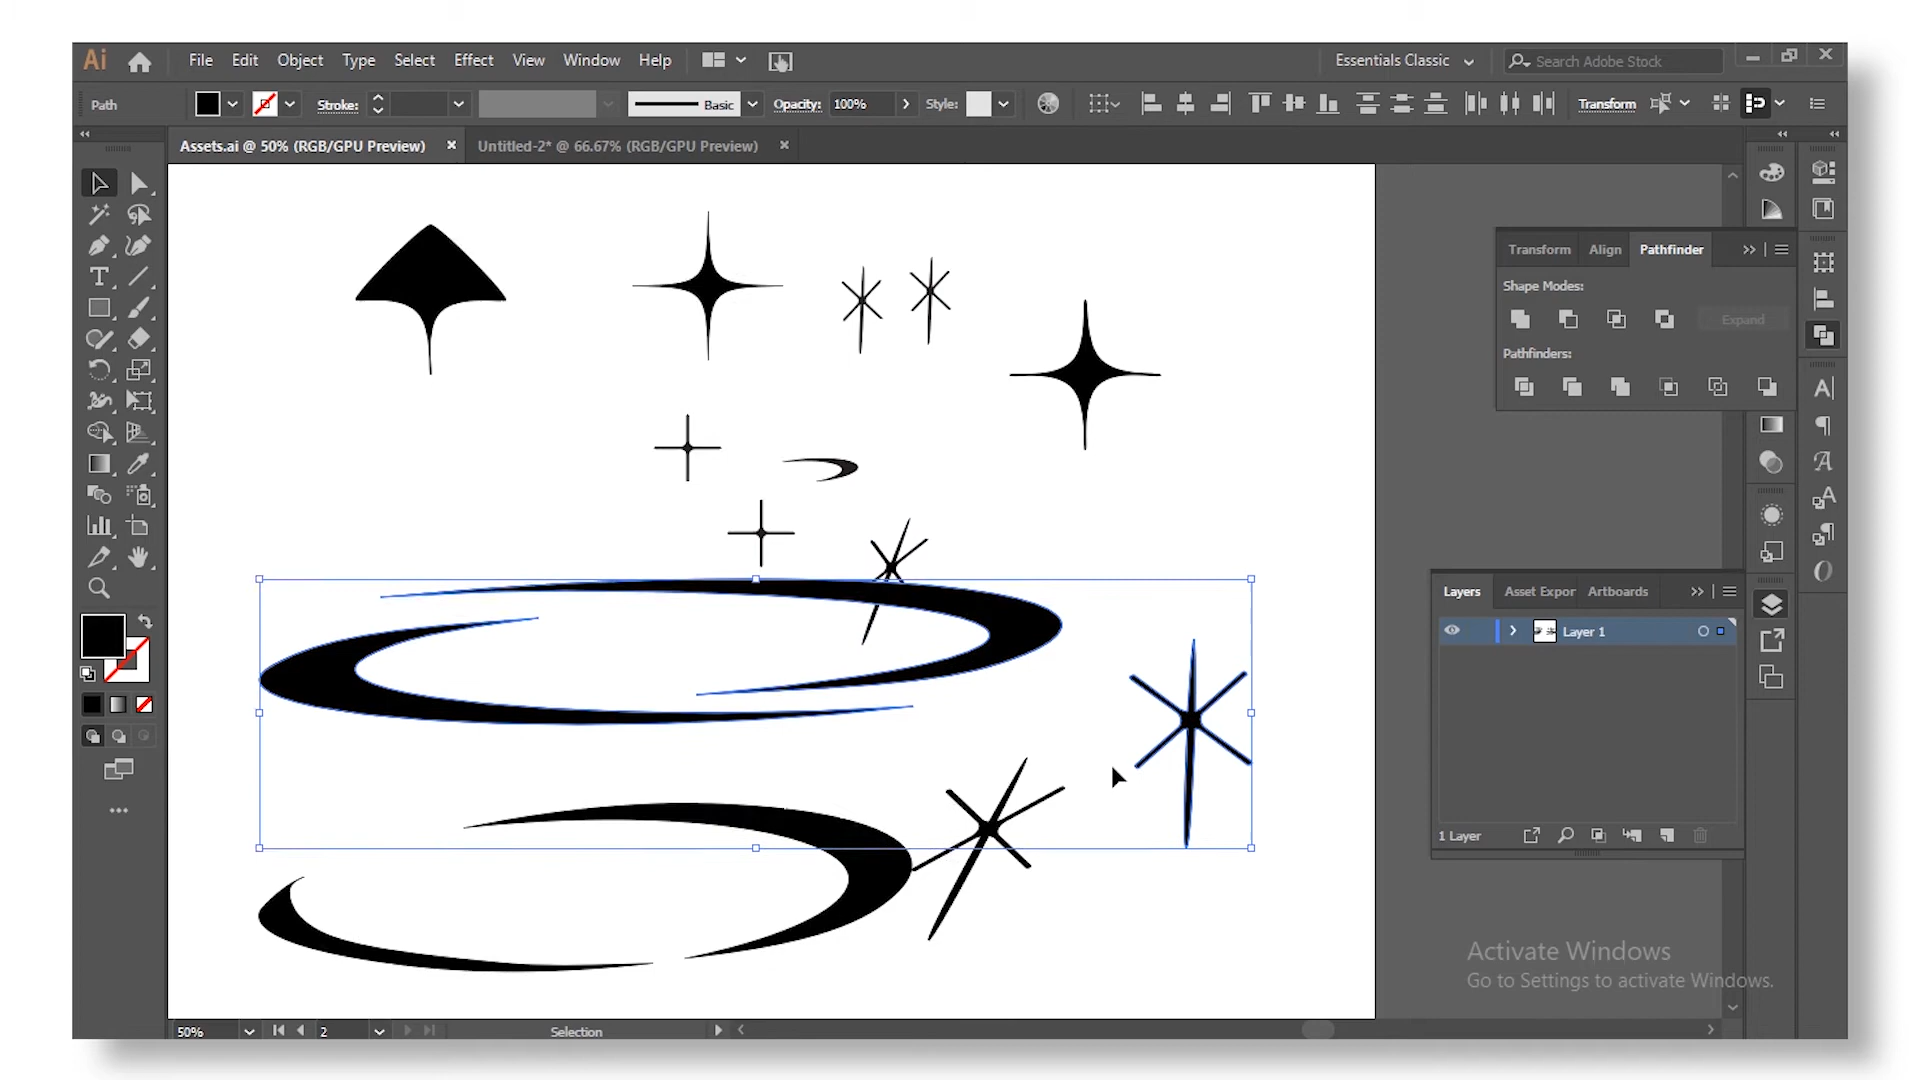 Ai File Edit Object Type Select Effect View Window Help Essentials Classic Search Adobe Stock
Path Stroke: Basic Opacity: 100% Style: Transform
Assets.ai @ 50% (RGB/GPU Preview) Untitled-2* @ 66.67% (RGB/GPU Preview)
Transform Align Pathfinder
Shape Modes:
Expand
Pathfinders:
Layers Asset Expor Artboards
Layer 1
1 Layer
Activate Windows
Go to Settings to activate Windows.
50% 2 Selection